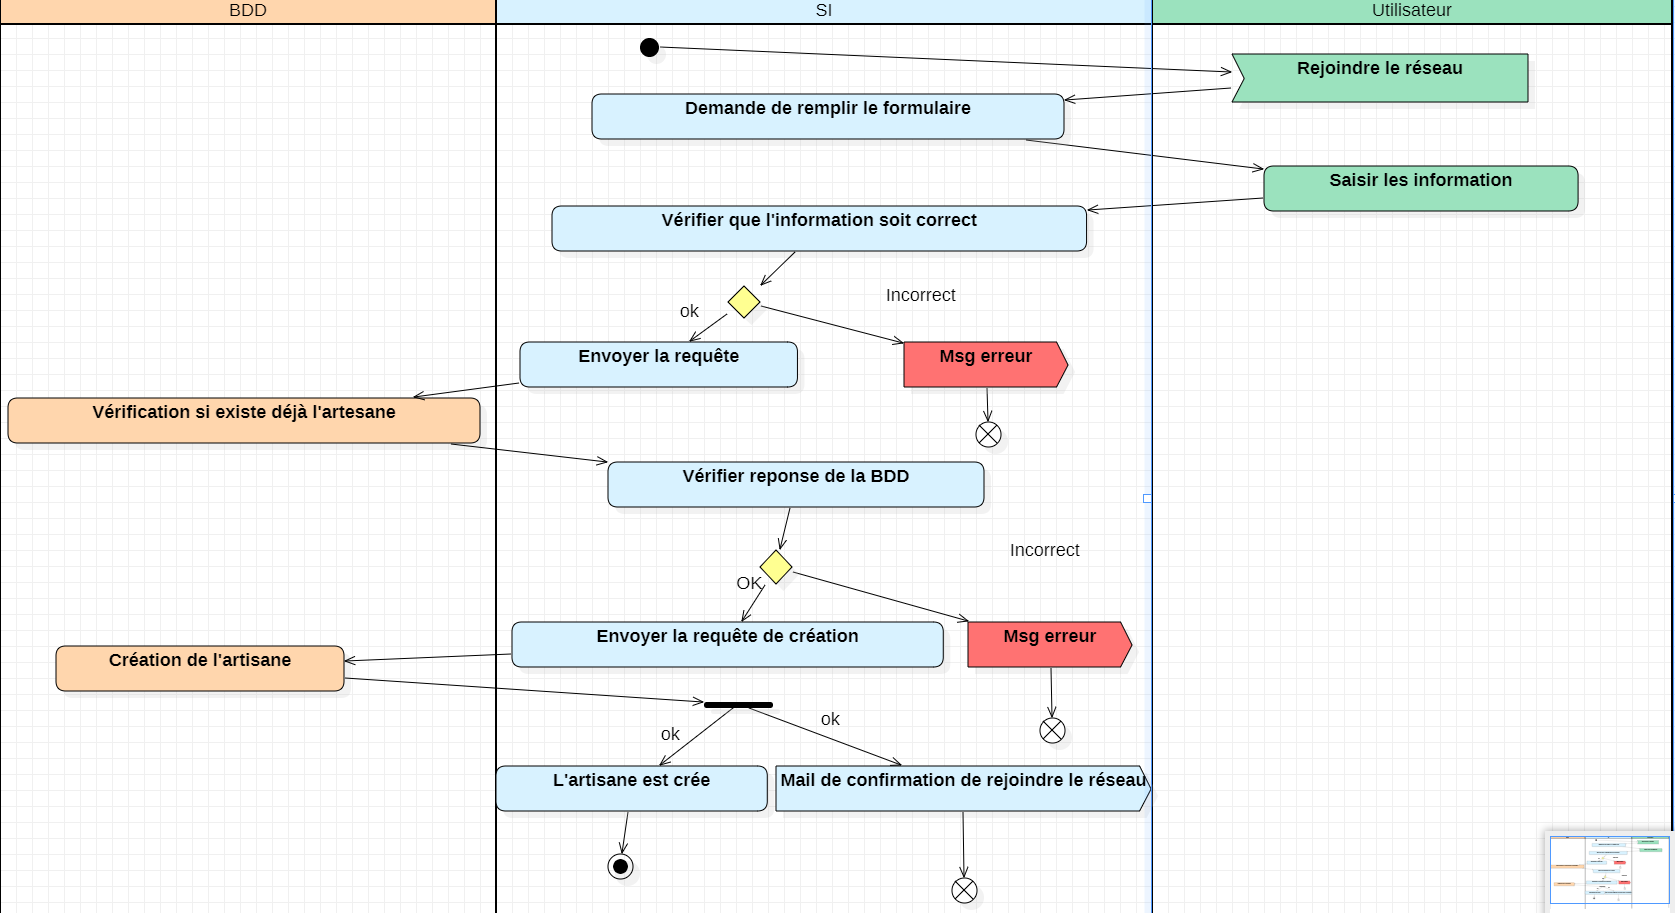 BDD
SI
Utilisateur
Rejoindre le réseau
Demande de remplir le formulaire
Saisir les information
Vérifier que l'information soit correct
Incorrect
ok
Envoyer la requête
Msg erreur
Vérification si existe déjà l'artesane
Vérifier reponse de la BDD
Incorrect
OK
Envoyer la requête de création
Msg erreur
Création de l'artisane
ok
ok
L'artisane est crée
Mail de confirmation de rejoindre le réseau